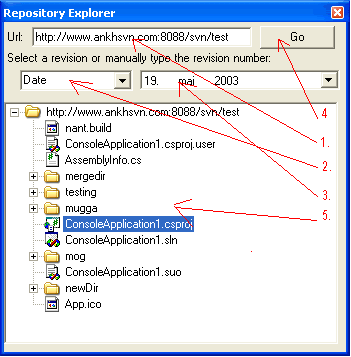 Repository Explorer
Url: http://www.ankhsvn.com:8088/svn/test Go
Select a revision or manually type the revision number:
Date 19. mai 2003
4.
1.
2.
3.
5.
http://www.ankhsvn.com:8088/svn/test
nant.build
ConsoleApplication1.csproj.user
AssemblyInfo.cs
mergedir
testing
mugga
ConsoleApplication1.csproj
ConsoleApplication1.sln
mog
ConsoleApplication1.suo
newDir
App.ico